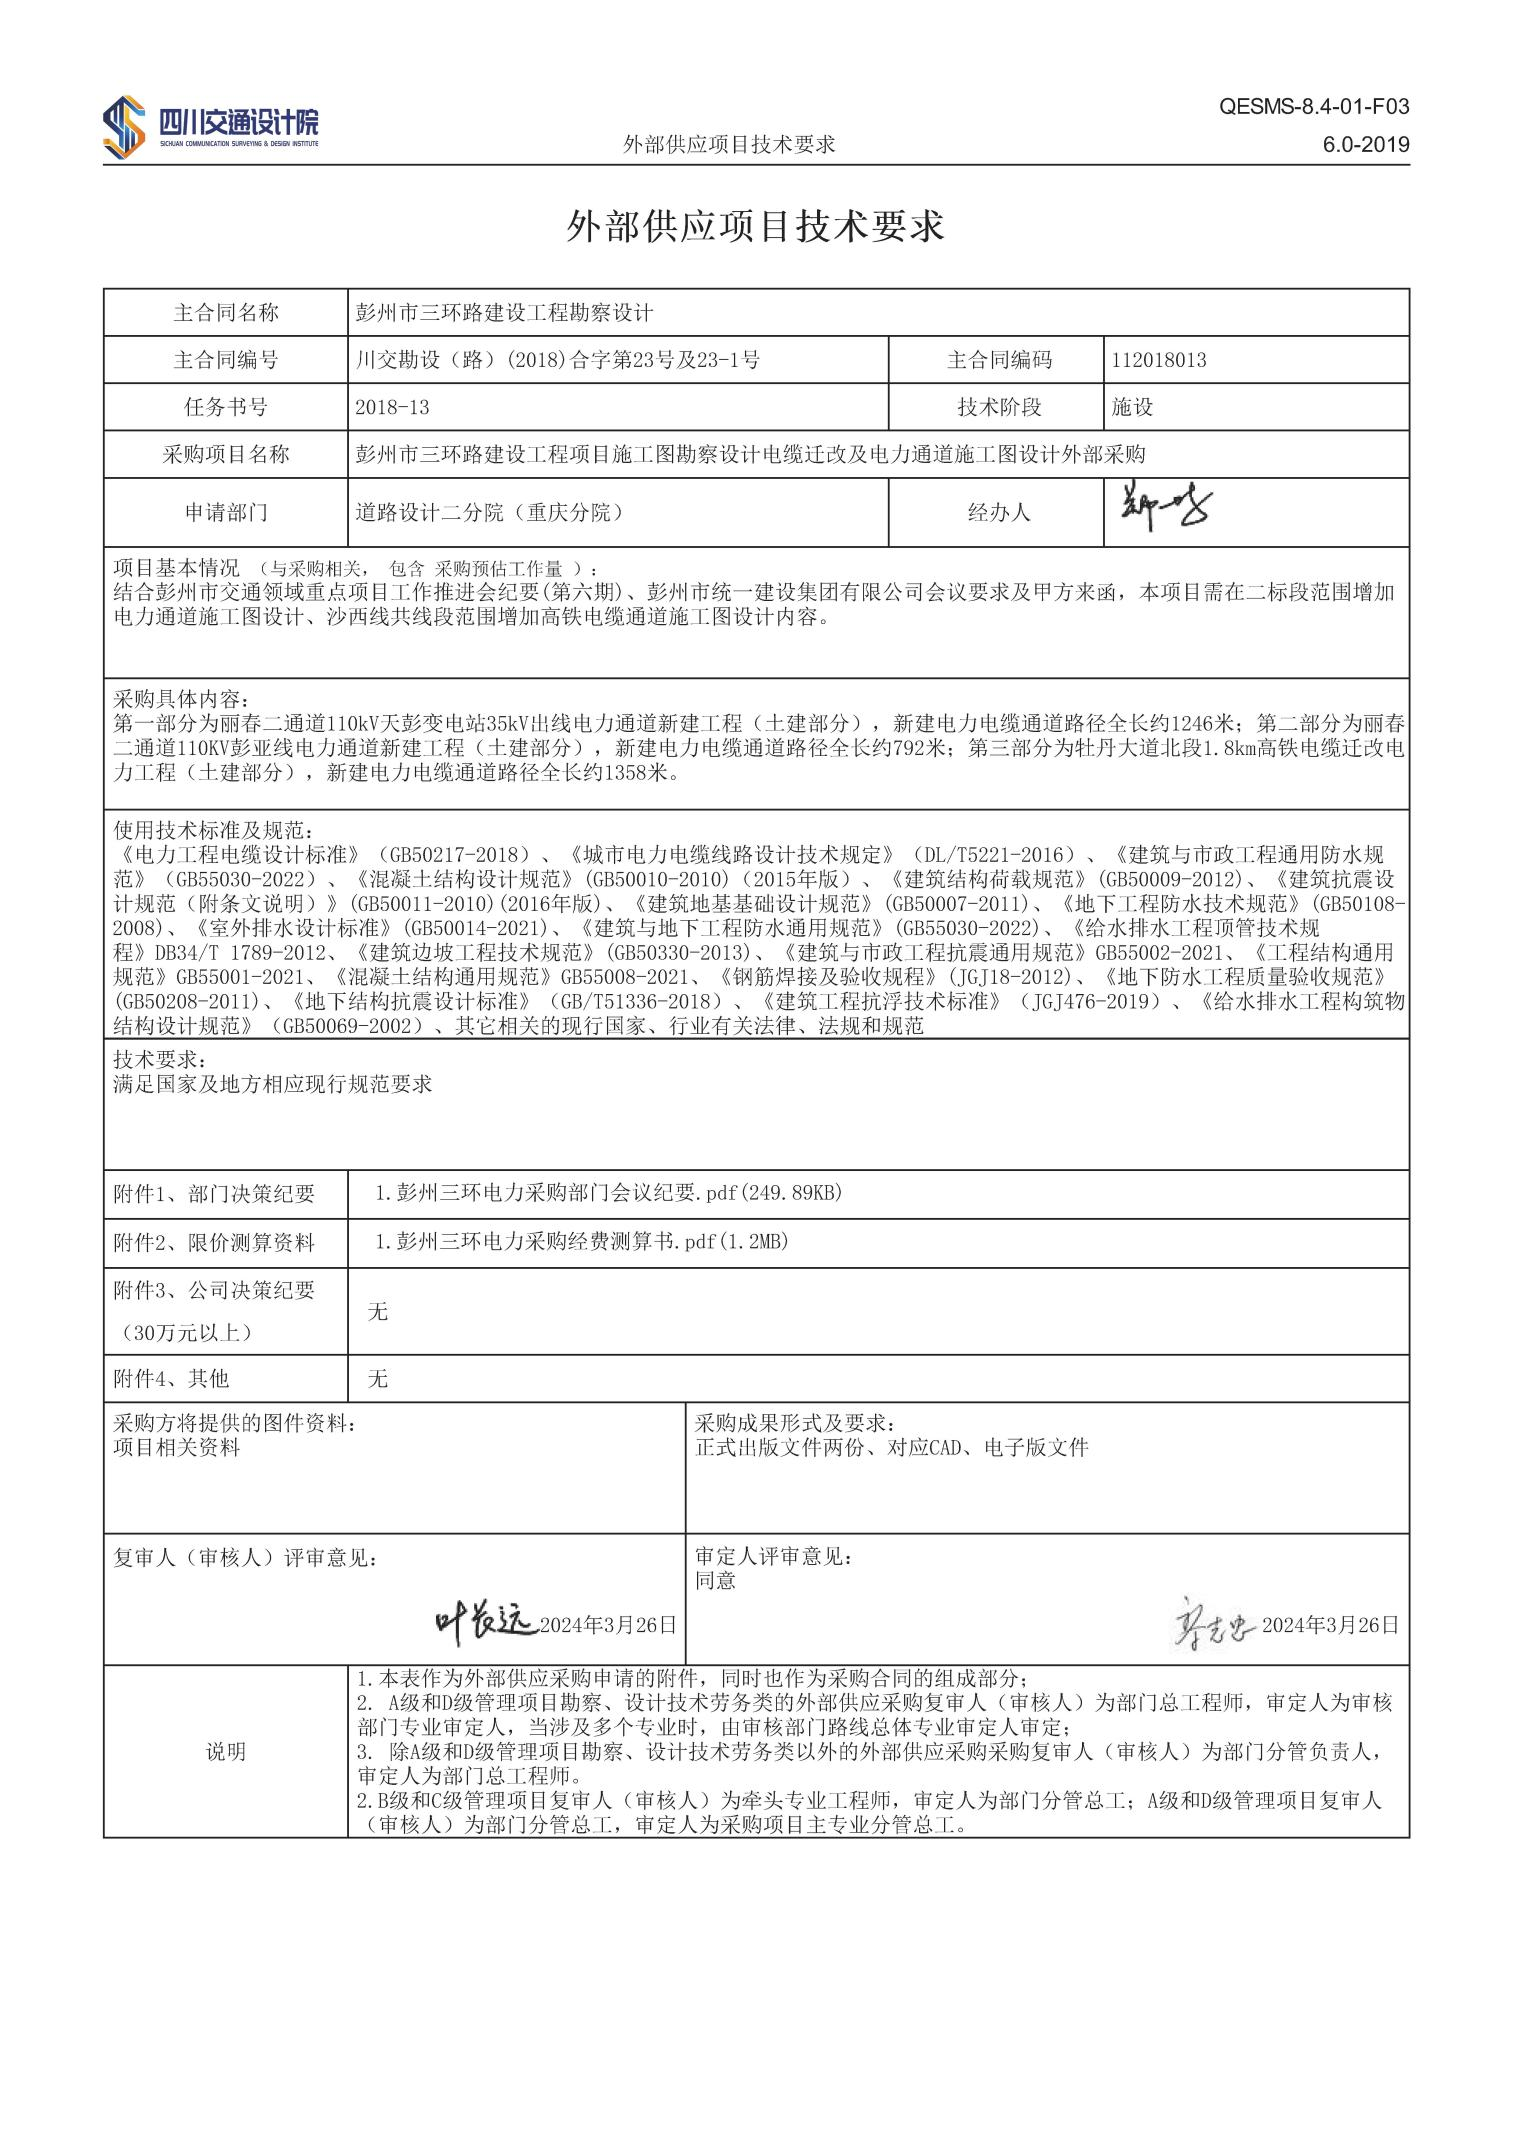 四川交通设计院
SICHUAN COMMUNICATION SURVEYING & DESIGN INSTITUTE
外部供应项目技术要求
QESMS-8.4-01-F03
6.0-2019
外部供应项目技术要求
主合同名称 彭州市三环路建设工程勘察设计
主合同编号 川交勘设（路）(2018)合字第23号及23-1号 主合同编码 112018013
任务书号 2018-13 技术阶段 施设
采购项目名称 彭州市三环路建设工程项目施工图勘察设计电缆迁改及电力通道施工图设计外部采购
申请部门 道路设计二分院（重庆分院） 经办人
项目基本情况 （与采购相关， 包含 采购预估工作量 ）：
结合彭州市交通领域重点项目工作推进会纪要(第六期)、彭州市统一建设集团有限公司会议要求及甲方来函，本项目需在二标段范围增加
电力通道施工图设计、沙西线共线段范围增加高铁电缆通道施工图设计内容。
采购具体内容：
第一部分为丽春二通道110kV天彭变电站35kV出线电力通道新建工程（土建部分），新建电力电缆通道路径全长约1246米；第二部分为丽春
二通道110KV彭亚线电力通道新建工程（土建部分），新建电力电缆通道路径全长约792米；第三部分为牡丹大道北段1.8km高铁电缆迁改电
力工程（土建部分），新建电力电缆通道路径全长约1358米。
使用技术标准及规范：
《电力工程电缆设计标准》（GB50217-2018）、《城市电力电缆线路设计技术规定》（DL/T5221-2016）、《建筑与市政工程通用防水规
范》（GB55030-2022）、《混凝土结构设计规范》(GB50010-2010)（2015年版）、《建筑结构荷载规范》(GB50009-2012)、《建筑抗震设
计规范（附条文说明）》(GB50011-2010)(2016年版)、《建筑地基基础设计规范》(GB50007-2011)、《地下工程防水技术规范》(GB50108-
2008)、《室外排水设计标准》(GB50014-2021)、《建筑与地下工程防水通用规范》(GB55030-2022)、《给水排水工程顶管技术规
程》DB34/T 1789-2012、《建筑边坡工程技术规范》(GB50330-2013)、《建筑与市政工程抗震通用规范》GB55002-2021、《工程结构通用
规范》GB55001-2021、《混凝土结构通用规范》GB55008-2021、《钢筋焊接及验收规程》(JGJ18-2012)、《地下防水工程质量验收规范》
(GB50208-2011)、《地下结构抗震设计标准》（GB/T51336-2018）、《建筑工程抗浮技术标准》（JGJ476-2019）、《给水排水工程构筑物
结构设计规范》（GB50069-2002）、其它相关的现行国家、行业有关法律、法规和规范
技术要求：
满足国家及地方相应现行规范要求
附件1、部门决策纪要 1.彭州三环电力采购部门会议纪要.pdf(249.89KB)
附件2、限价测算资料 1.彭州三环电力采购经费测算书.pdf(1.2MB)
附件3、公司决策纪要
（30万元以上） 无
附件4、其他 无
采购方将提供的图件资料：
项目相关资料
采购成果形式及要求：
正式出版文件两份、对应CAD、电子版文件
复审人（审核人）评审意见：
叶长远 2024年3月26日
审定人评审意见：
同意
2024年3月26日
说明
1.本表作为外部供应采购申请的附件，同时也作为采购合同的组成部分；
2. A级和D级管理项目勘察、设计技术劳务类的外部供应采购复审人（审核人）为部门总工程师，审定人为审核
部门专业审定人，当涉及多个专业时，由审核部门路线总体专业审定人审定；
3. 除A级和D级管理项目勘察、设计技术劳务类以外的外部供应采购采购复审人（审核人）为部门分管负责人，
审定人为部门总工程师。
2.B级和C级管理项目复审人（审核人）为牵头专业工程师，审定人为部门分管总工；A级和D级管理项目复审人
（审核人）为部门分管总工，审定人为采购项目主专业分管总工。